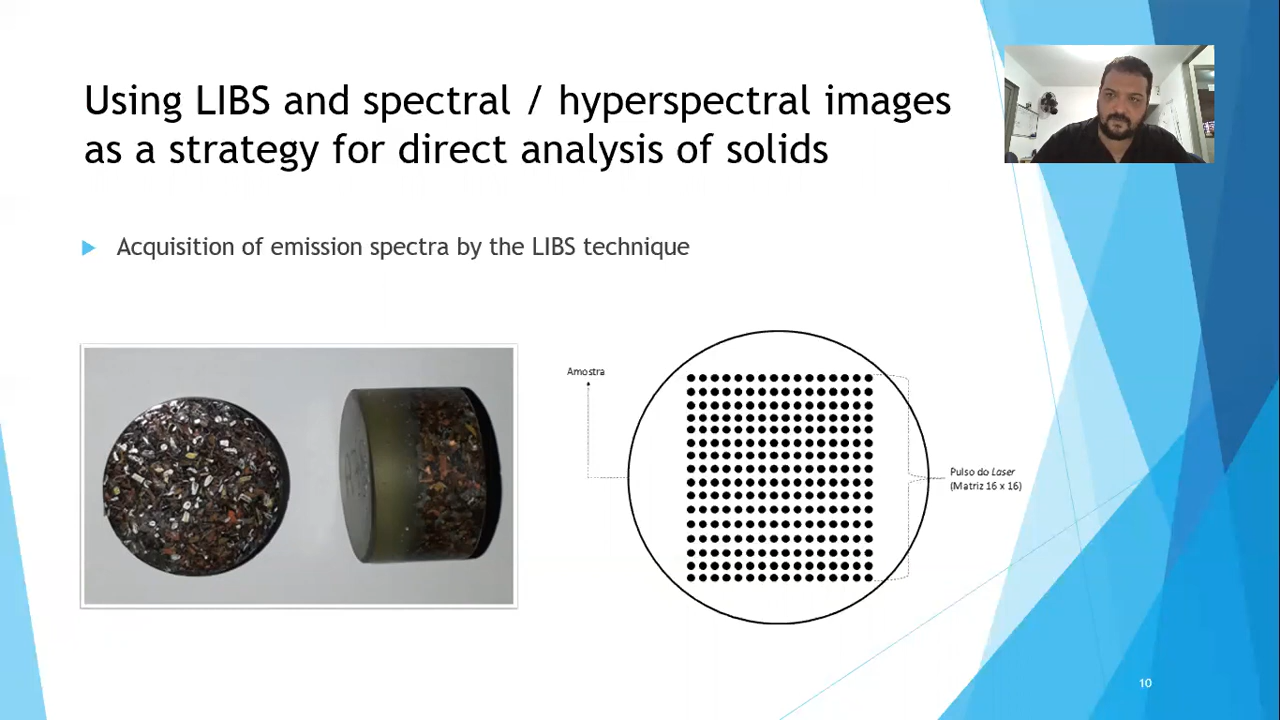 Using LIBS and spectral / hyperspectral images
as a strategy for direct analysis of solids
Acquisition of emission spectra by the LIBS technique
Amostra
Pulso do Laser
(Matriz 16 x 16)
10